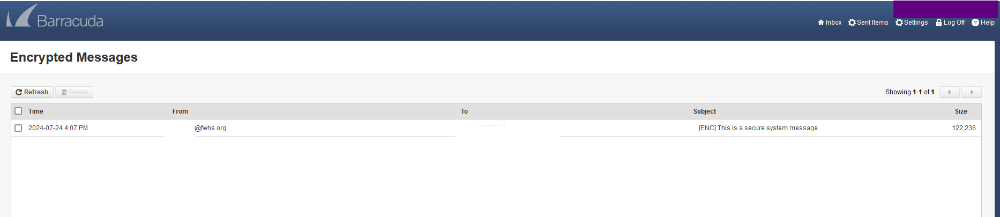 Barracuda
Inbox Sent Items Settings Log Off Help
Encrypted Messages
Refresh Delete
Showing 1-1 of 1
Time From To Subject Size
2024-07-24 4:07 PM @fwhs.org [ENC] This is a secure system message 122,236